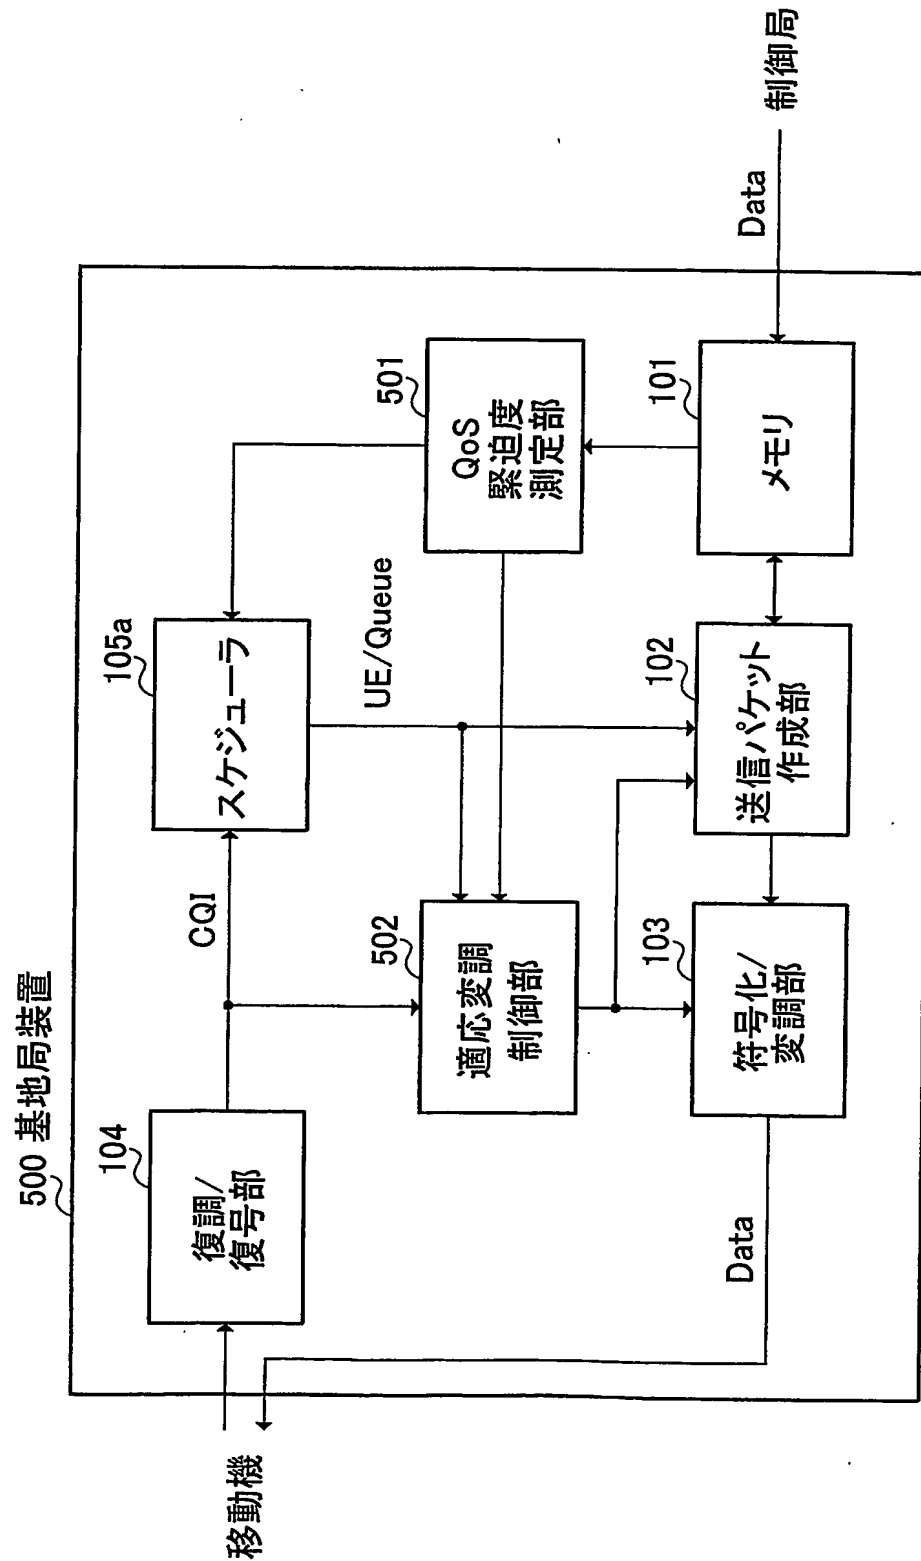 500 基地局装置
移動機
104
復調/
復号部
CQI
105a
スケジューラ
UE/Queue
502
適応変調
制御部
501
QoS
緊迫度
測定部
Data
103
符号化/
変調部
102
送信パケット
作成部
101
メモリ
Data
制御局